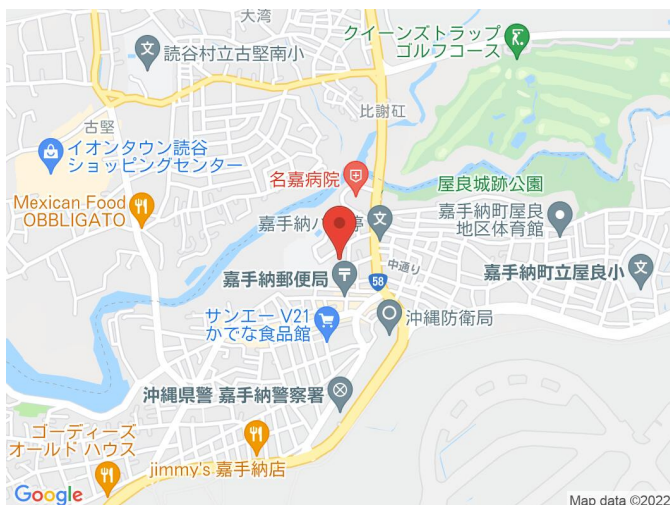 大湾
クイーンズトラップ
ゴルフコース
読谷村立古堅南小
比謝矼
古堅
イオンタウン読谷
ショッピングセンター
名嘉病院
屋良城跡公園
Mexican Food
OBBLIGATO
嘉手納町屋良
地区体育館
中通り
嘉手納郵便局
58
嘉手納町立屋良小
サンエー V21
かでな食品館
沖縄防衛局
沖縄県警 嘉手納警察署
ゴーディーズ
オールド ハウス
jimmy's 嘉手納店
Google
Map data ©2022